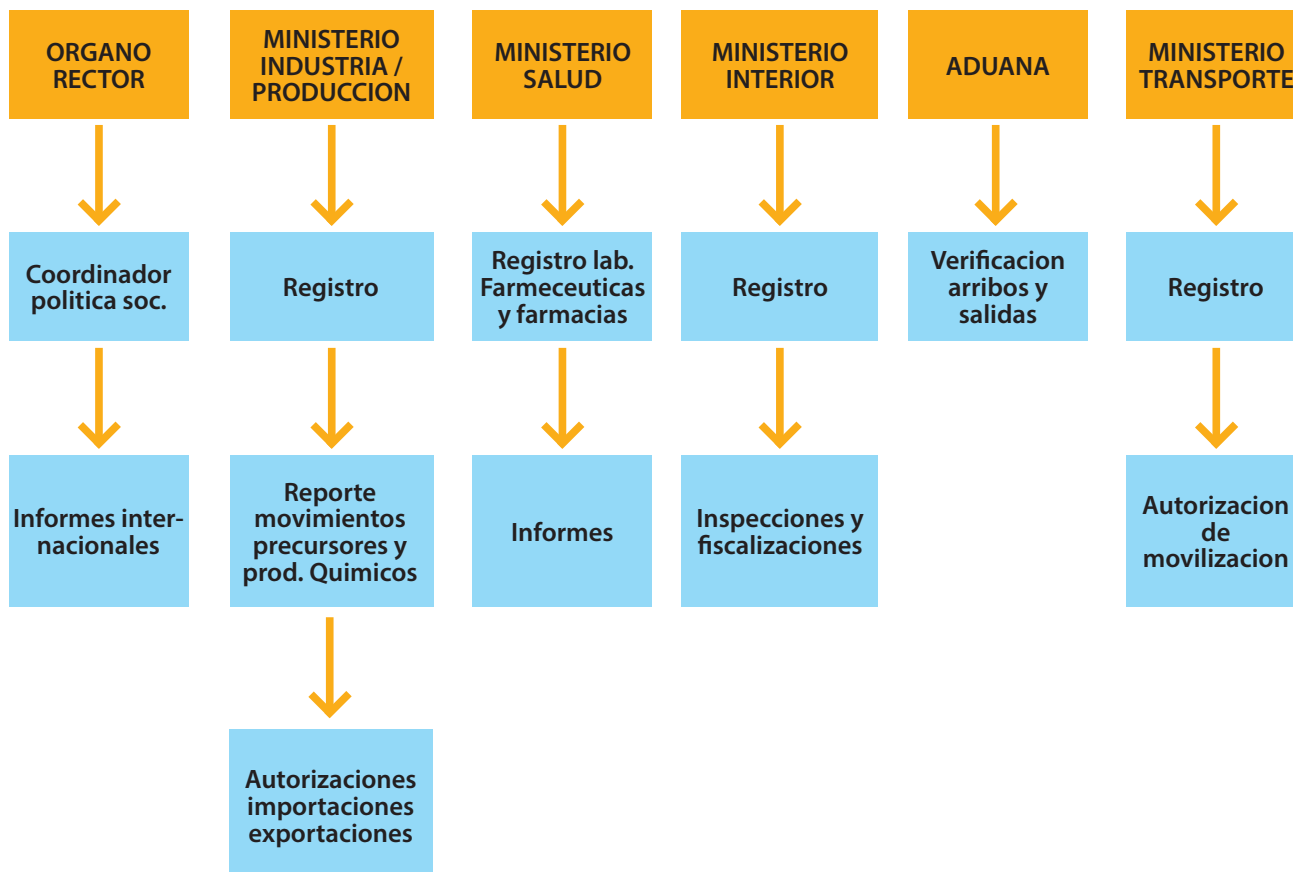 ORGANO
RECTOR
MINISTERIO
INDUSTRIA /
PRODUCCION
MINISTERIO
SALUD
MINISTERIO
INTERIOR
ADUANA
MINISTERIO
TRANSPORTE
Coordinador
politica soc.
Registro
Registro lab.
Farmeceuticas
y farmacias
Registro
Verificacion
arribos y
salidas
Registro
Informes inter-
nacionales
Reporte
movimientos
precursores y
prod. Quimicos
Informes
Inspecciones y
fiscalizaciones
Autorizacion
de
movilizacion
Autorizaciones
importaciones
exportaciones